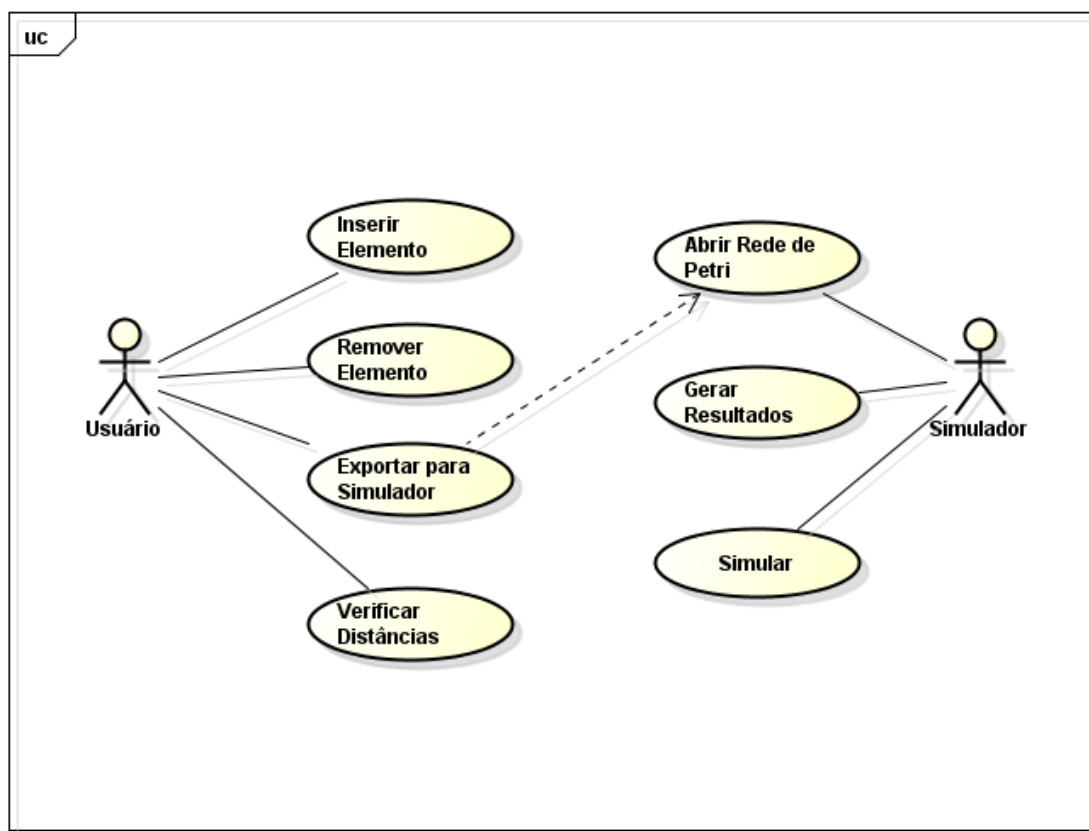 uc
Inserir
Elemento
Remover
Elemento
Usuário
Exportar para
Simulador
Verificar
Distâncias
Abrir Rede de
Petri
Gerar
Resultados
Simulador
Simular